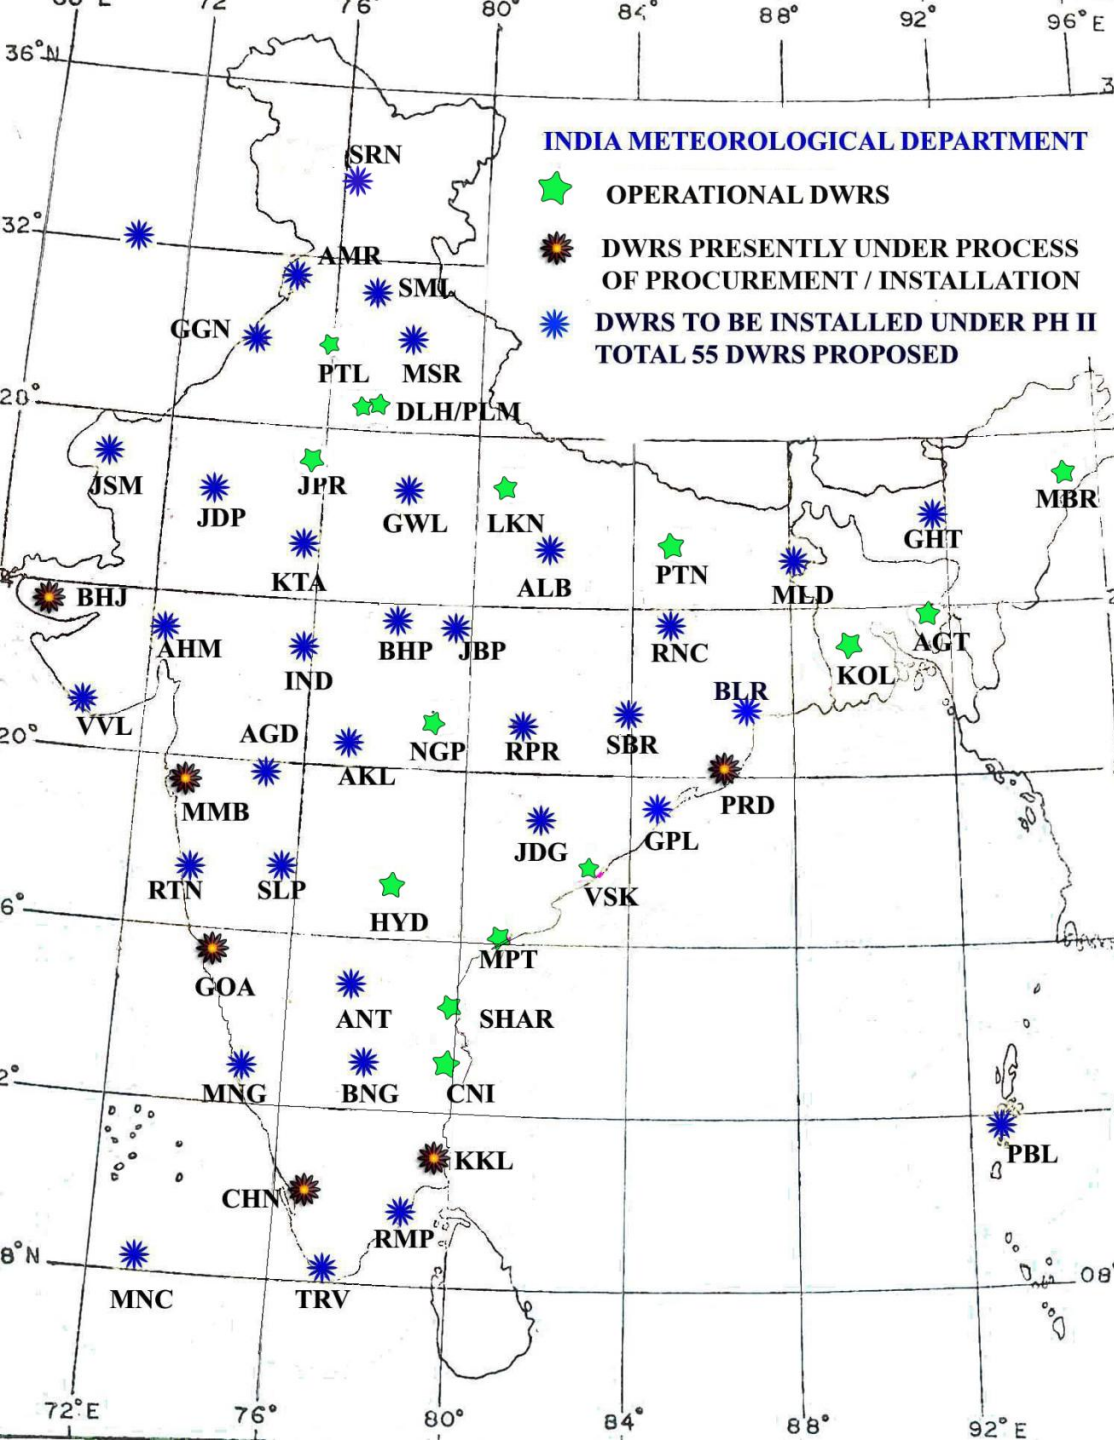 72
76°
80°
84°
88°
92°
96° E
36°N
INDIA METEOROLOGICAL DEPARTMENT
SRN
OPERATIONAL DWRS
32°
AMR
DWRS PRESENTLY UNDER PROCESS
OF PROCUREMENT / INSTALLATION
SML
GGN
DWRS TO BE INSTALLED UNDER PH II
TOTAL 55 DWRS PROPOSED
PTL
MSR
28°
DLH/PLM
JSM
JPR
MBR
JDP
GWL
LKN
GHT
KTA
ALB
PTN
MLD
BHJ
AHM
BHP
JBP
RNC
AGT
IND
KOL
BLR
VVL
AGD
20°
AKL
NGP
RPR
SBR
MMB
PRD
JDG
GPL
RTN
SLP
VSK
6°
HYD
MPT
GOA
ANT
SHAR
2°
MNG
BNG
CNI
PBL
KKL
CHN
RMP
8°N
08°
MNC
TRV
72°E
76°
80°
84°
88°
92° E